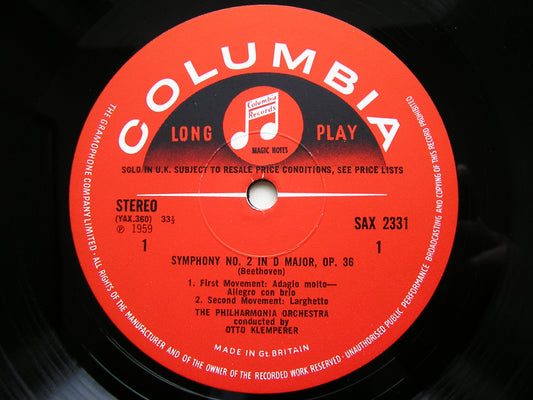 COLUMBIA
Columbia
Records
LONG PLAY
MAGIC NOTES
SOLD IN U.K. SUBJECT TO RESALE PRICE CONDITIONS, SEE PRICE LISTS
STEREO
(YAX.360) 33⅓
SAX 2331
℗ 1959
1
1
SYMPHONY NO. 2 IN D MAJOR, OP. 36
(Beethoven)
1. First Movement: Adagio molto—
Allegro con brio
2. Second Movement: Larghetto
THE PHILHARMONIA ORCHESTRA
conducted by
OTTO KLEMPERER
MADE IN Gt. BRITAIN
THE GRAMOPHONE COMPANY LIMITED · ALL RIGHTS OF THE MANUFACTURER AND OF THE OWNER OF THE RECORDED WORK RESERVED · UNAUTHORISED PUBLIC PERFORMANCE BROADCASTING AND COPYING OF THIS RECORD PROHIBITED